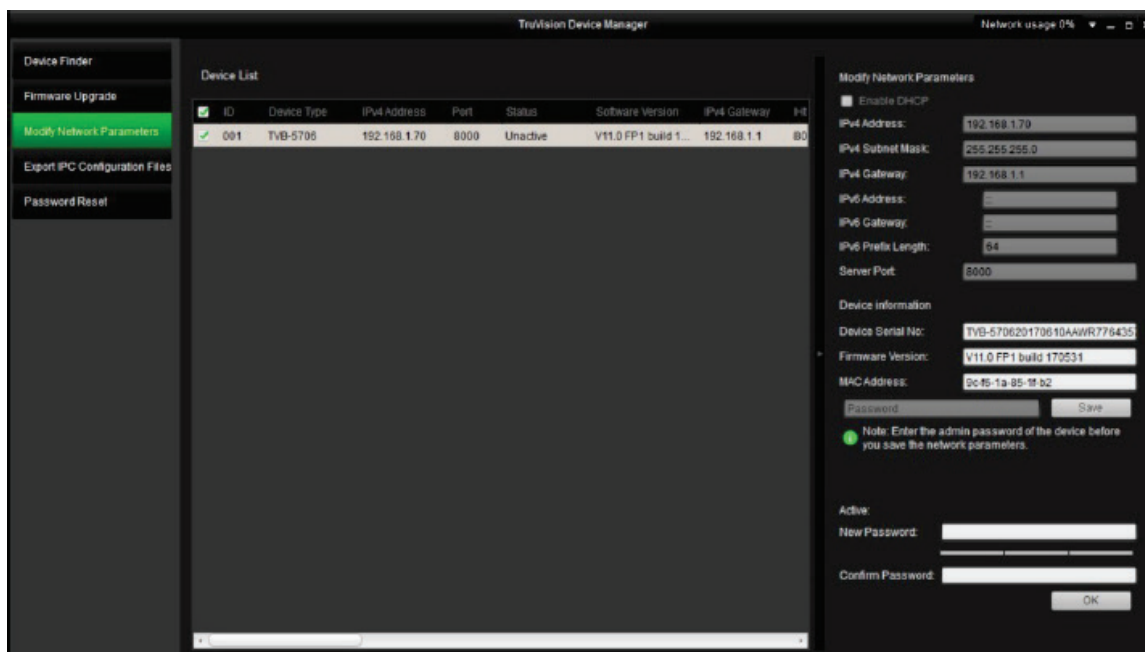 TruVision Device Manager
Network usage 0%
Device Finder
Firmware Upgrade
Modify Network Parameters
Export IPC Configuration Files
Password Reset
Device List
ID Device Type IPv4 Address Port Status Software Version IPv4 Gateway
001 TVB-5706 192.168.1.70 8000 Unactive V11.0 FP1 build 1... 192.168.1.1 80
Modify Network Parameters
Enable DHCP
IPv4 Address: 192.168.1.70
IPv4 Subnet Mask: 255.255.255.0
IPv4 Gateway: 192.168.1.1
IPv6 Address: ::
IPv6 Gateway: ::
IPv6 Prefix Length: 64
Server Port: 8000
Device information
Device Serial No.: TVB-570620170610AAWR776435
Firmware Version: V11.0 FP1 build 170531
MAC Address: 9c-f6-1a-85-1f-b2
Password Save
Note: Enter the admin password of the device before
you save the network parameters.
Active:
New Password:
Confirm Password:
OK